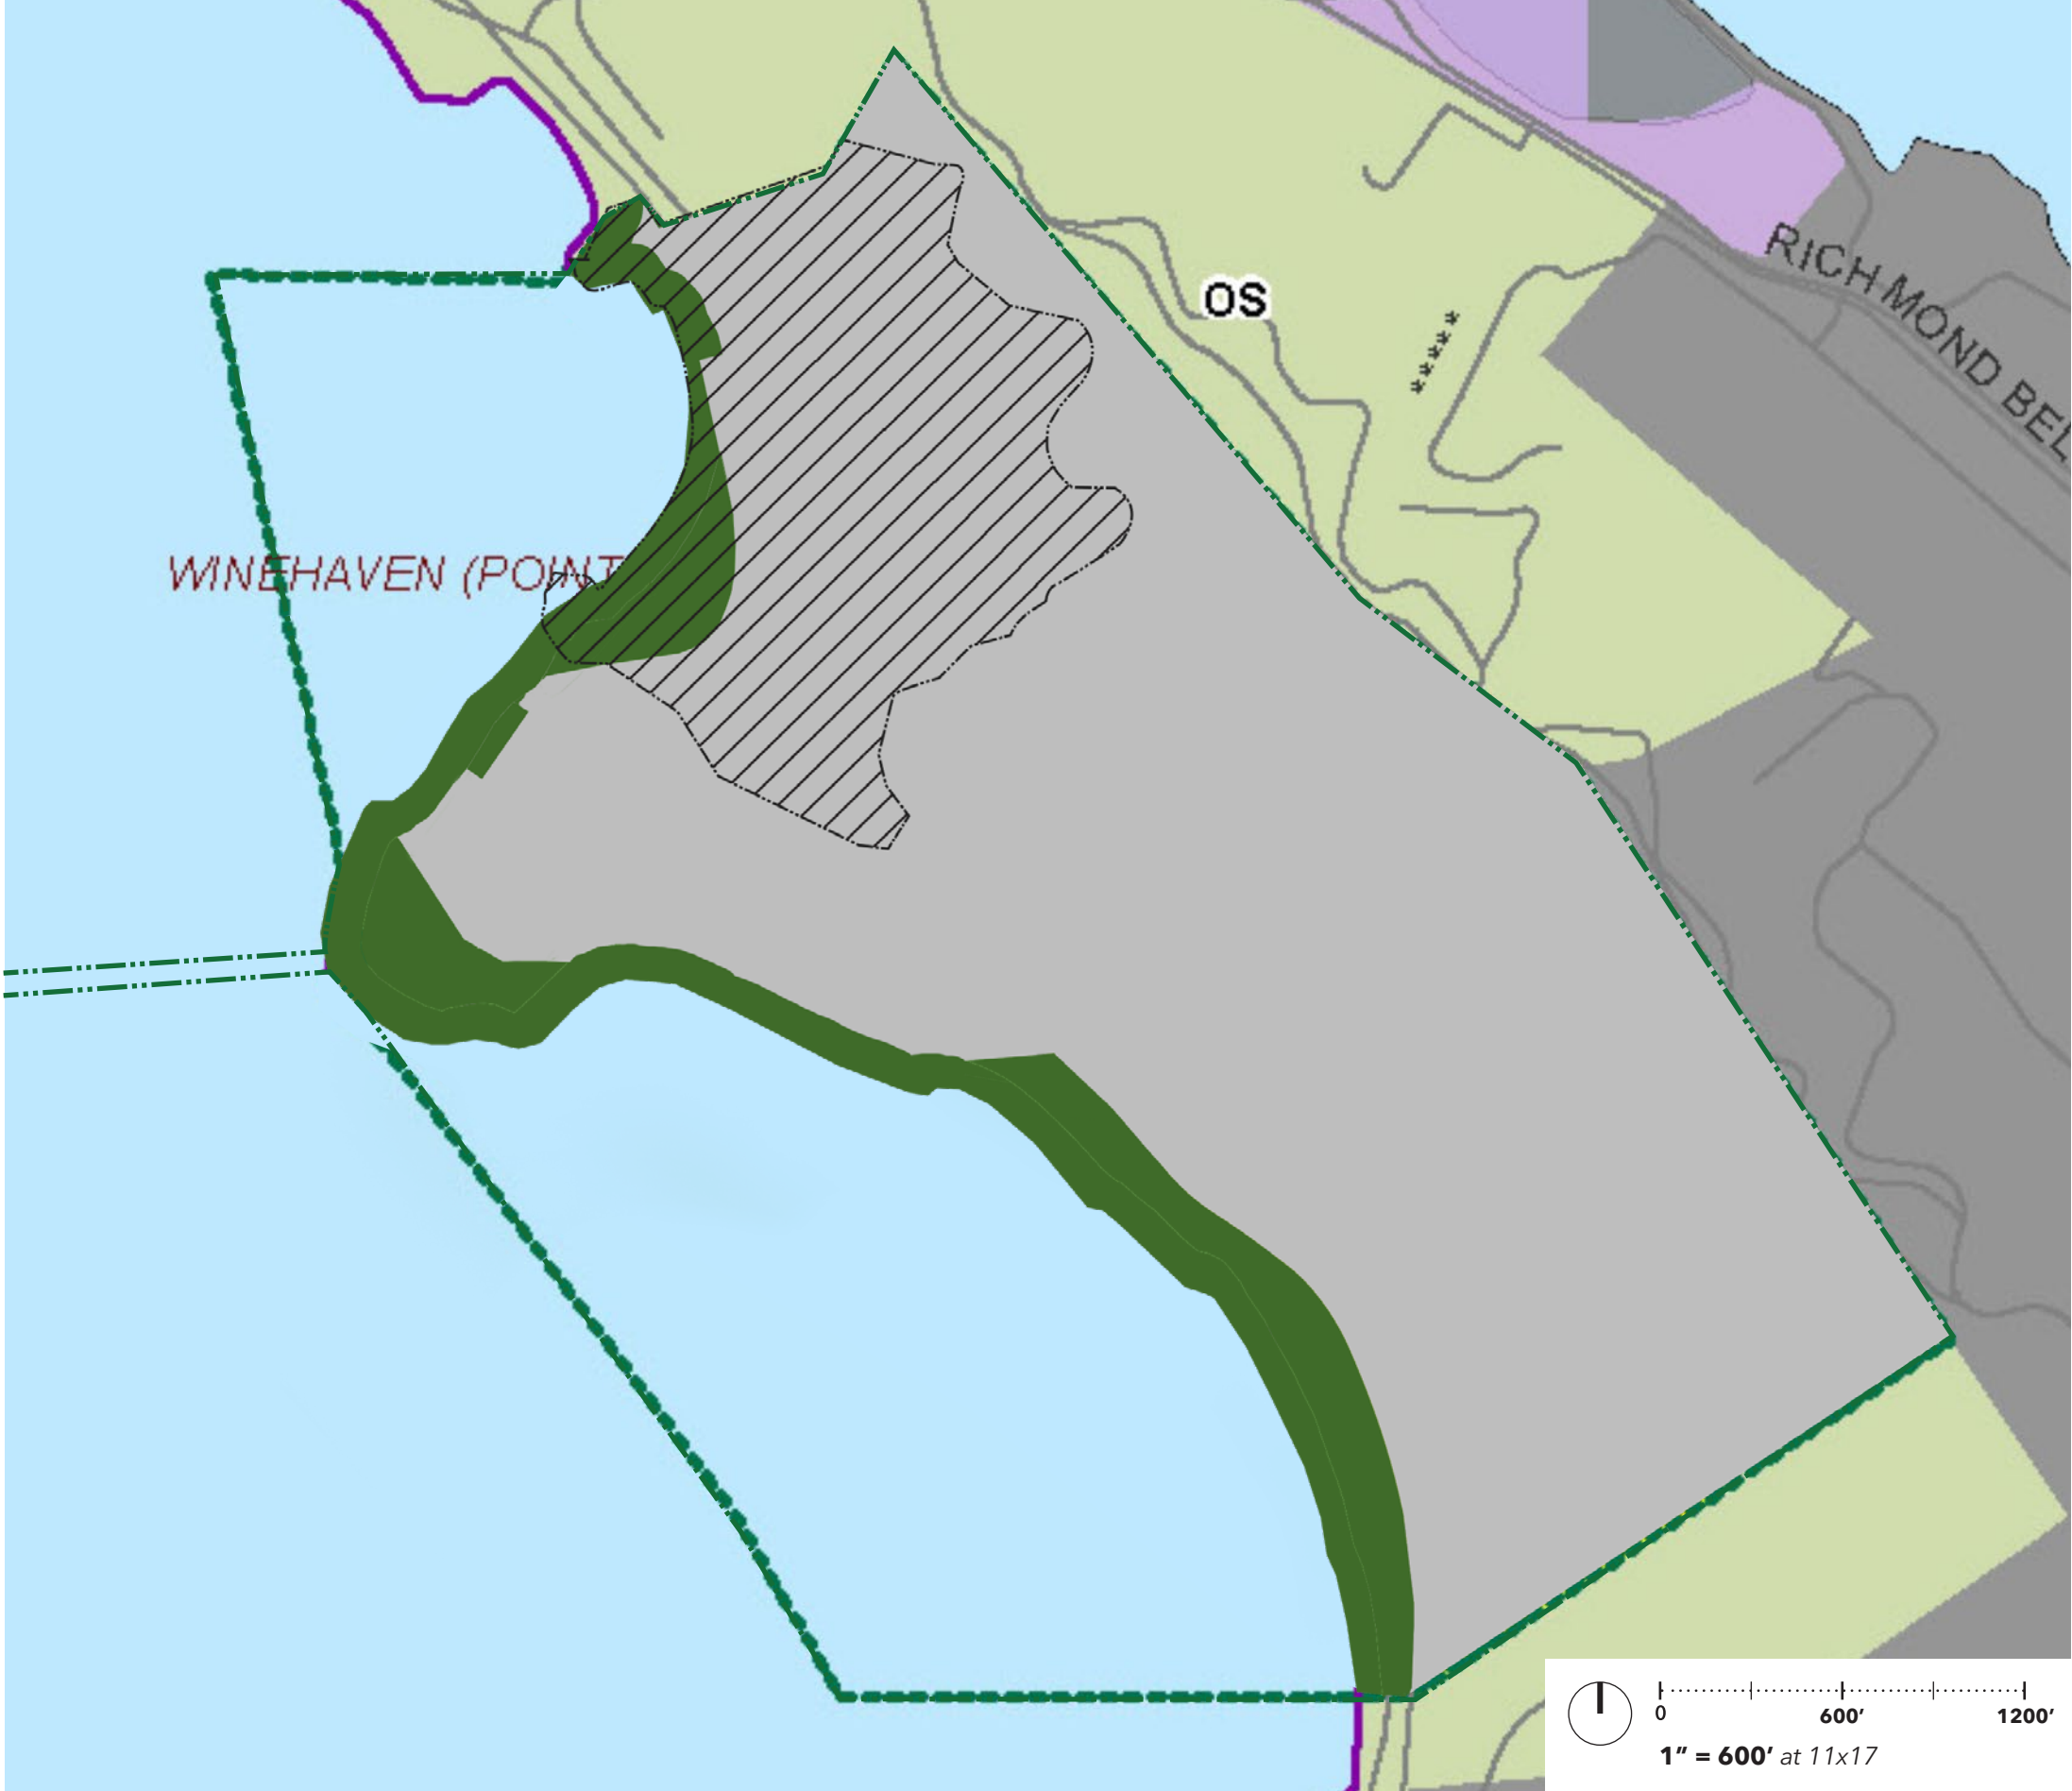 OS
RICHMOND BEL
WINEHAVEN (POINT
0 600' 1200'
1" = 600' at 11x17